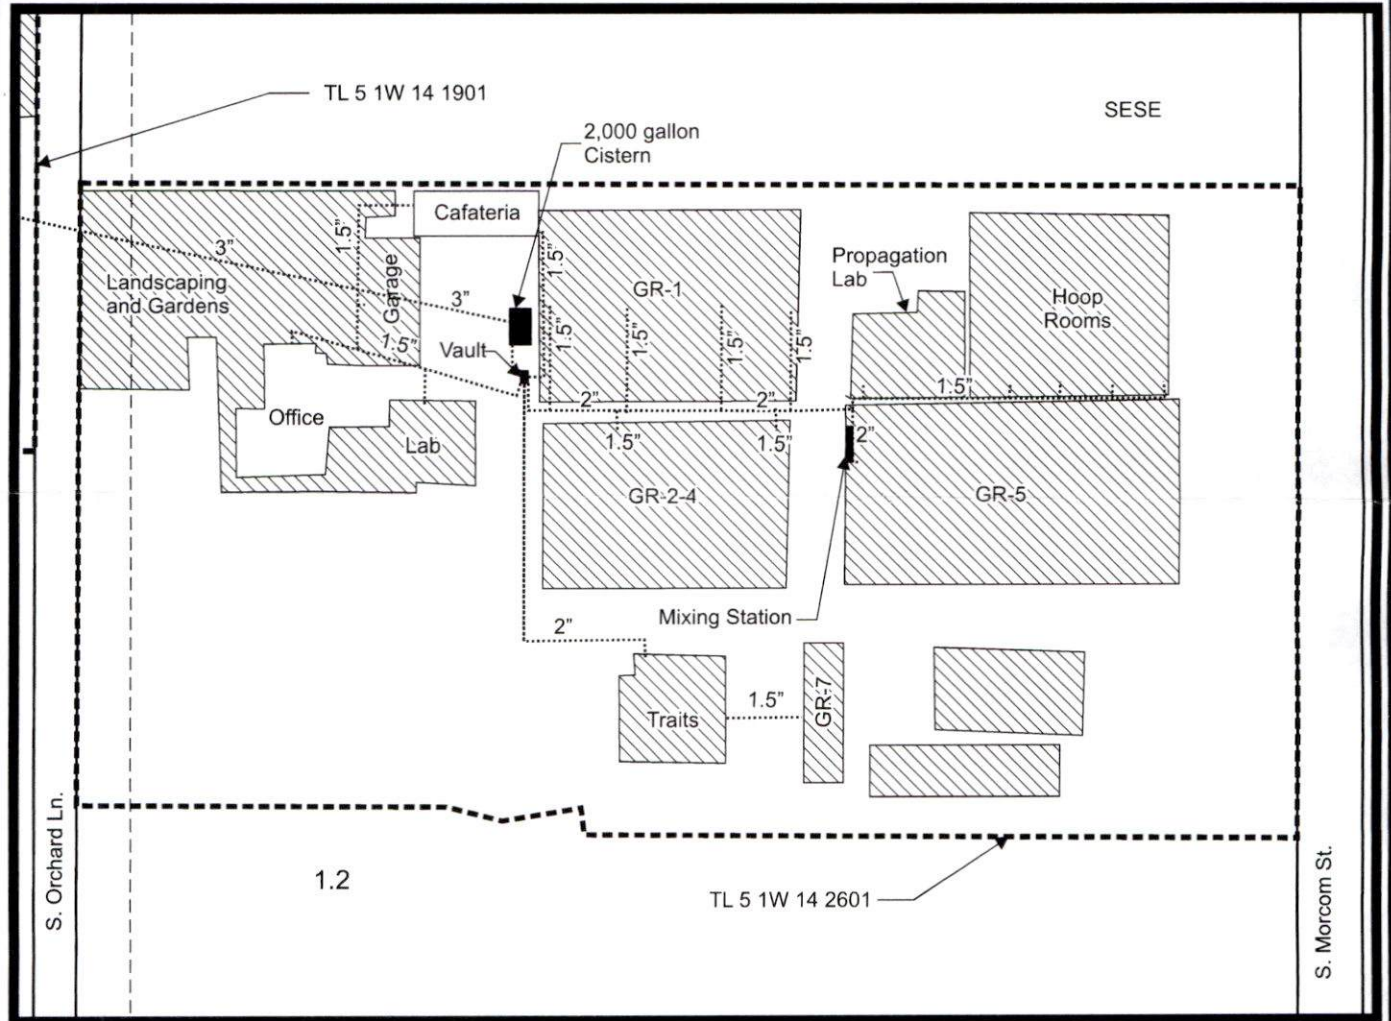 TL 5 1W 14 1901
SESE
2,000 gallon
Cistern
Cafateria
1.5”
3”
Landscaping
and Gardens
Garage
3”
1.5”
Vault
1.5”
GR-1
1.5”
1.5”
1.5”
1.5”
Propagation
Lab
Hoop
Rooms
1.5”
2”
2”
Office
Lab
1.5”
1.5”
2”
GR-2-4
GR-5
Mixing Station
2”
Traits
1.5”
GR-7
S. Orchard Ln.
1.2
TL 5 1W 14 2601
S. Morcom St.